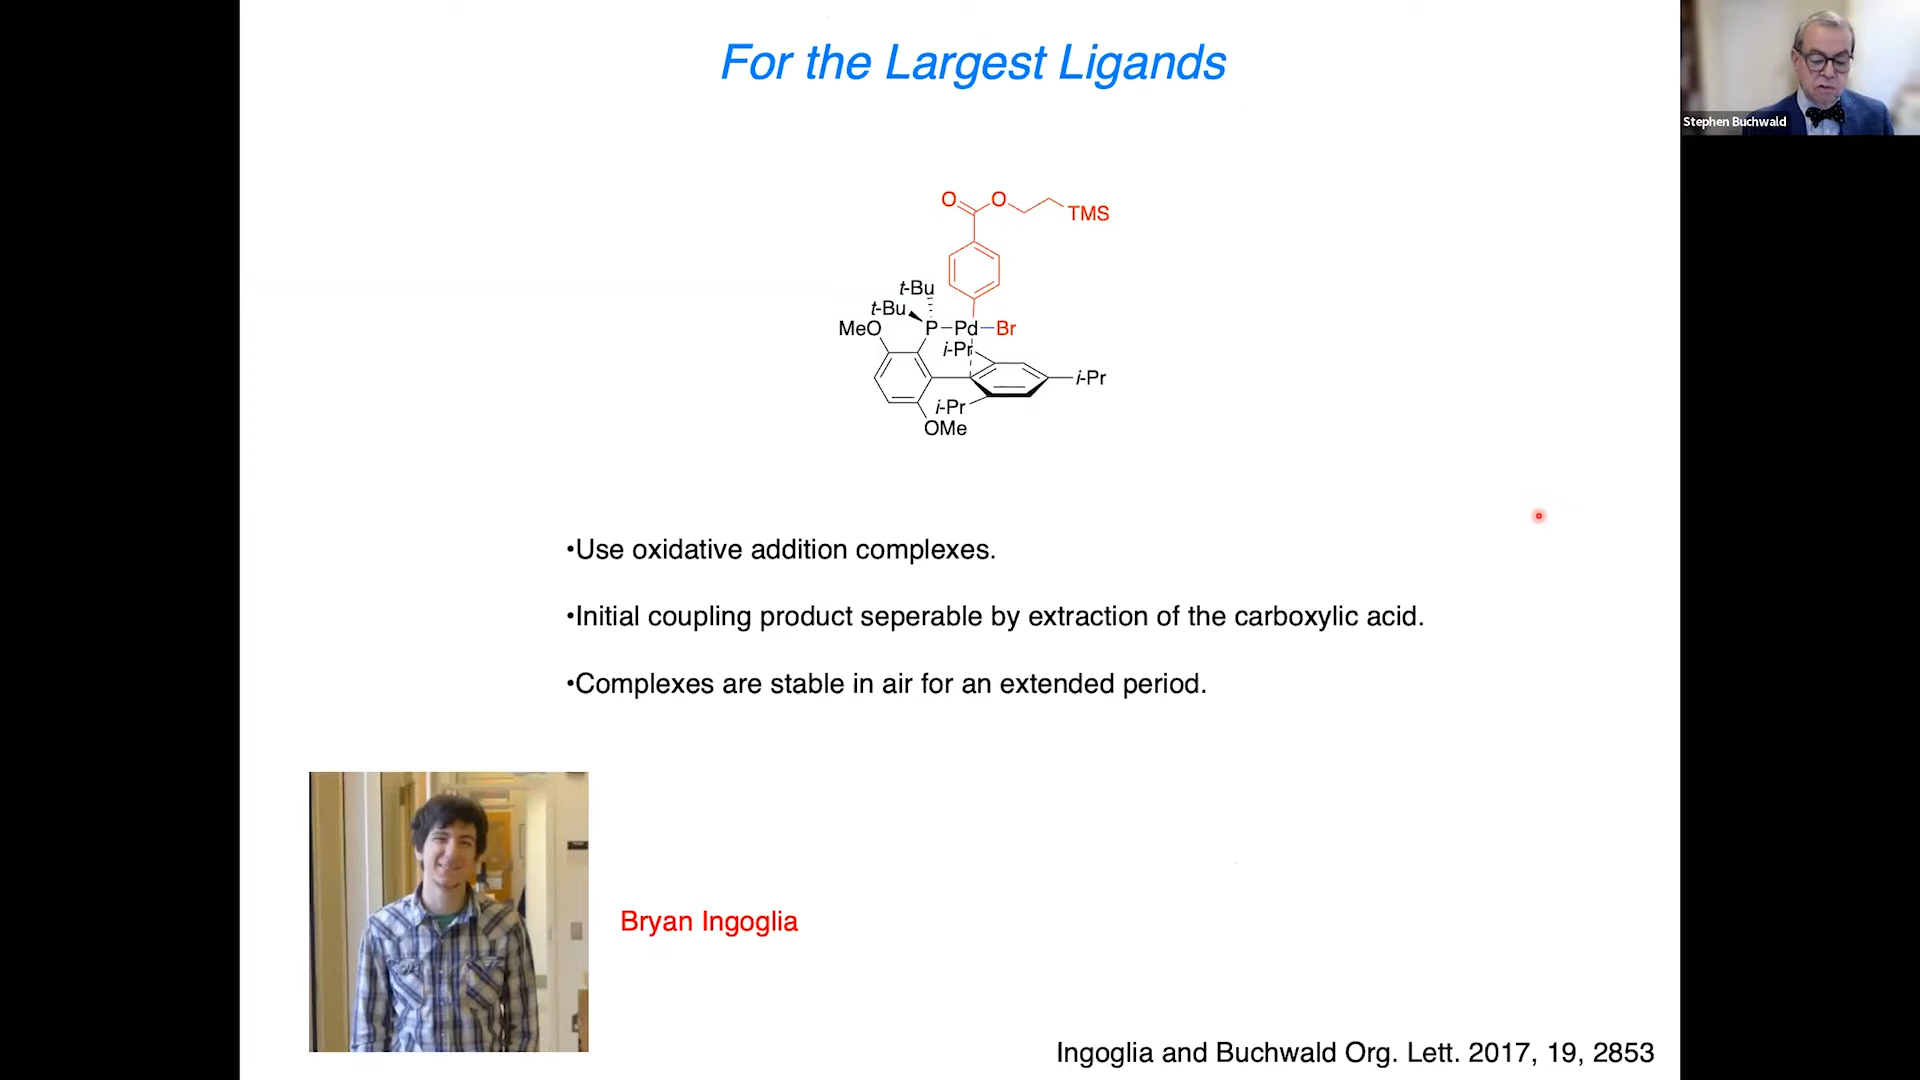 For the Largest Ligands
Stephen Buchwald
O
O
TMS
t-Bu
t-Bu
MeO
P
Pd
Br
i-Pr
i-Pr
i-Pr
OMe
•Use oxidative addition complexes.
•Initial coupling product seperable by extraction of the carboxylic acid.
•Complexes are stable in air for an extended period.
Bryan Ingoglia
Ingoglia and Buchwald Org. Lett. 2017, 19, 2853